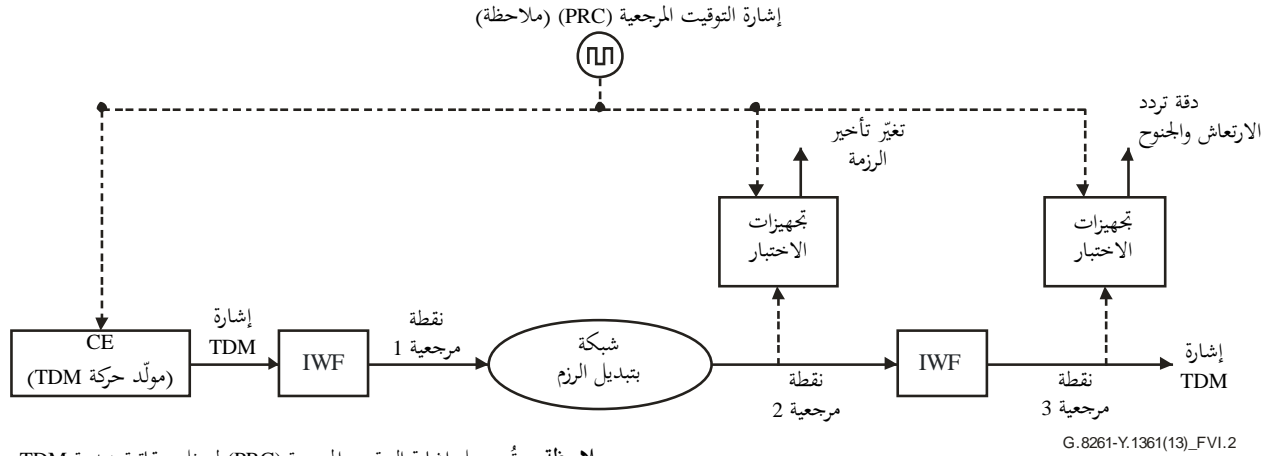 إشارة التوقيت المرجعية (PRC) (ملاحظة)
دقة تردد
الارتعاش والجنوح
تغيّر تأخير
الرزمة
تجهيزات
الاختبار
تجهيزات
الاختبار
CE
(مولّد حركة TDM)
إشارة
TDM
IWF
نقطة
مرجعية 1
شبكة
بتبديل الرزم
نقطة
مرجعية 2
IWF
نقطة
مرجعية 3
إشارة
TDM
G.8261-Y.1361(13)_FVI.2